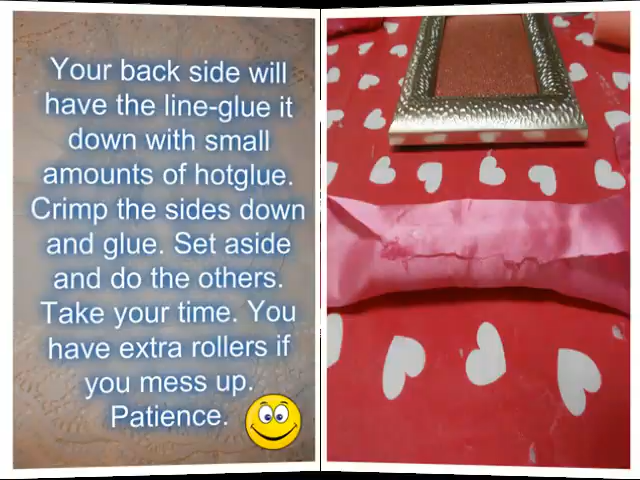 Your back side will
have the line-glue it
down with small
amounts of hotglue.
Crimp the sides down
and glue. Set aside
and do the others.
Take your time. You
have extra rollers if
you mess up.
Patience.